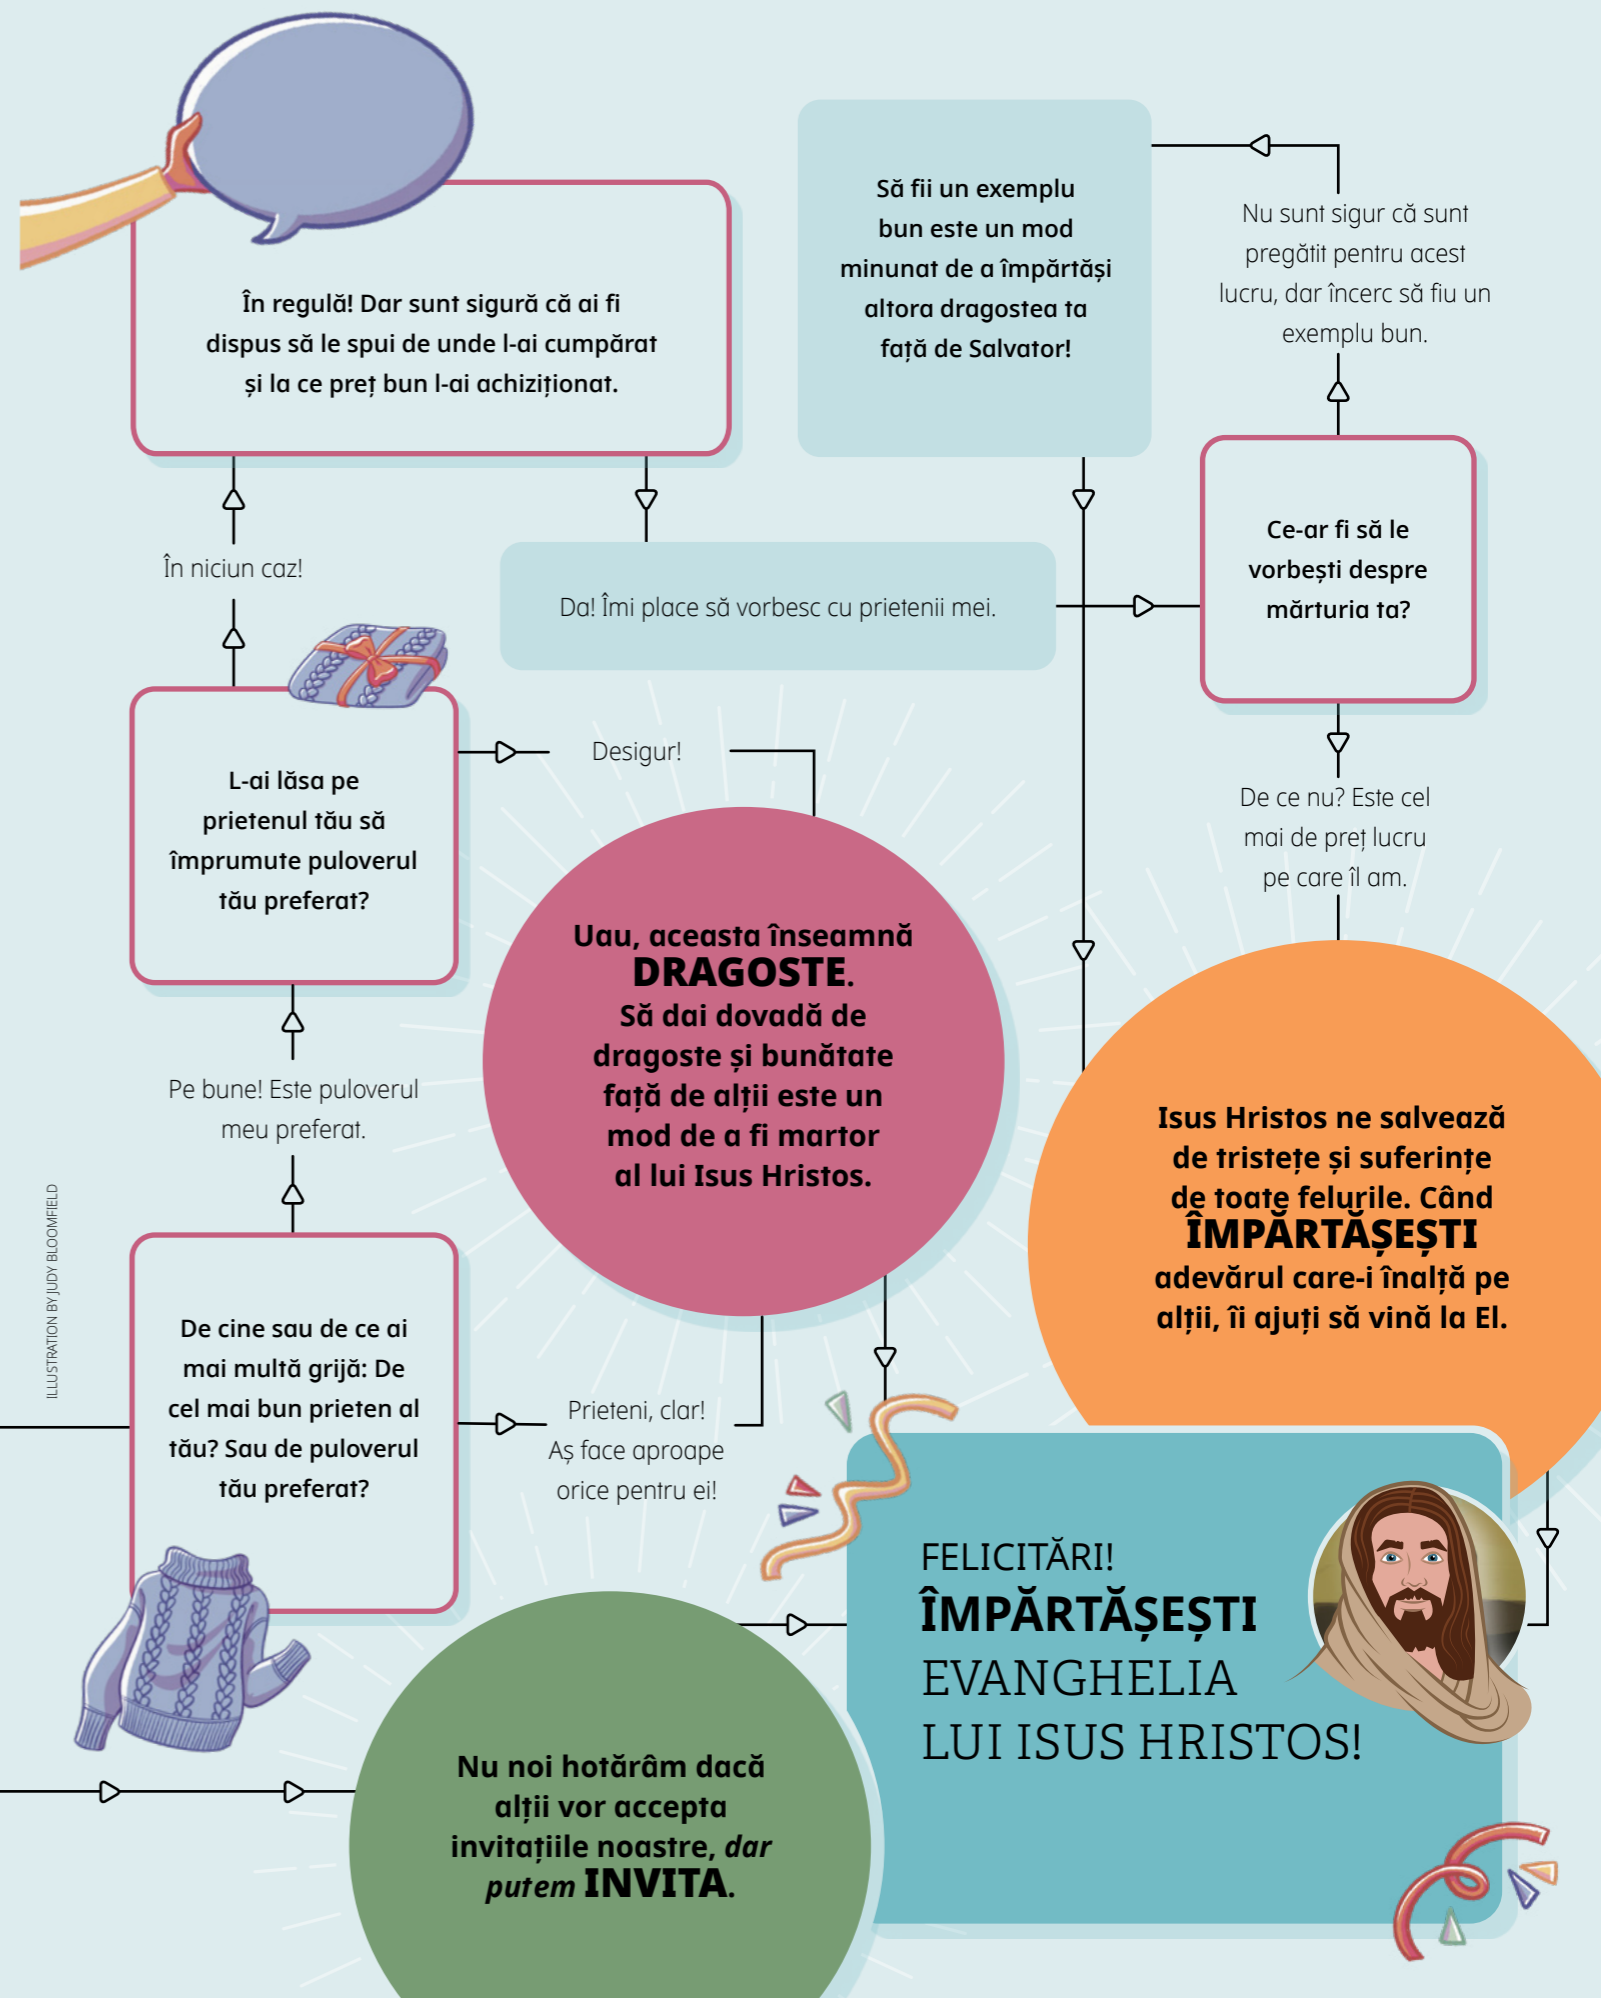 În regulă! Dar sunt sigură că ai fi
dispus să le spui de unde l-ai cumpărat
și la ce preț bun l-ai achiziționat.
Să fii un exemplu
bun este un mod
minunat de a împărtăși
altora dragostea ta
față de Salvator!
Nu sunt sigur că sunt
pregătit pentru acest
lucru, dar încerc să fiu un
exemplu bun.
În niciun caz!
Da! Îmi place să vorbesc cu prietenii mei.
Ce-ar fi să le
vorbești despre
mărturia ta?
L-ai lăsa pe
prietenul tău să
împrumute puloverul
tău preferat?
Desigur!
De ce nu? Este cel
mai de preț lucru
pe care îl am.
Uau, aceasta înseamnă
DRAGOSTE.
Să dai dovadă de
dragoste și bunătate
față de alții este un
mod de a fi martor
al lui Isus Hristos.
Pe bune! Este puloverul
meu preferat.
Isus Hristos ne salvează
de tristețe și suferințe
de toate felurile. Când
ÎMPĂRTĂȘEȘTI
adevărul care-i înalță pe
alții, îi ajuți să vină la El.
ILLUSTRATION BY JUDY BLOOMFIELD
De cine sau de ce ai
mai multă grijă: De
cel mai bun prieten al
tău? Sau de puloverul
tău preferat?
Prieteni, clar!
Aș face aproape
orice pentru ei!
FELICITĂRI!
ÎMPĂRTĂȘEȘTI
EVANGHELIA
LUI ISUS HRISTOS!
Nu noi hotărâm dacă
alții vor accepta
invitațiile noastre, dar
putem INVITA.